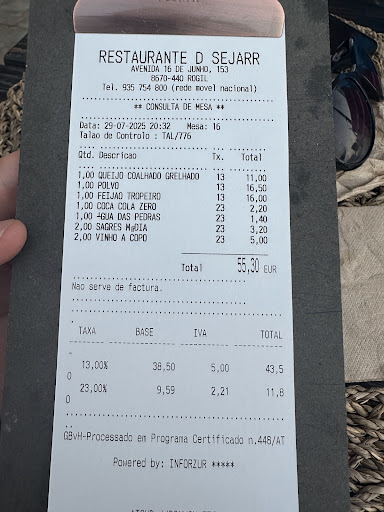 RESTAURANTE D SEJARR
AVENIDA 16 DE JUNHO, 153
8670-440 ROGIL
Tel. 935 754 800 (rede movel nacional)
** CONSULTA DE MESA **
Data: 29-07-2025 20:32 Mesa: 16
Talao de Controlo : TAL/776
Qtd. Descricao Tx. Total
1,00 QUEIJO COALHADO GRELHADO 13 11,00
1,00 POLVO 13 16,50
1,00 FEIJAO TROPEIRO 13 16,00
1,00 COCA COLA ZERO 23 2,20
1,00 áGUA DAS PEDRAS 23 1,40
2,00 SAGRES MéDIA 23 3,20
2,00 VINHO A COPO 23 5,00
Total 55,30 EUR
Nao serve de factura.
TAXA BASE IVA TOTAL
13,00% 38,50 5,00 43,5
0
23,00% 9,59 2,21 11,8
0
GBvH-Processado em Programa Certificado n.448/AT
Powered by: INFORZUR *****